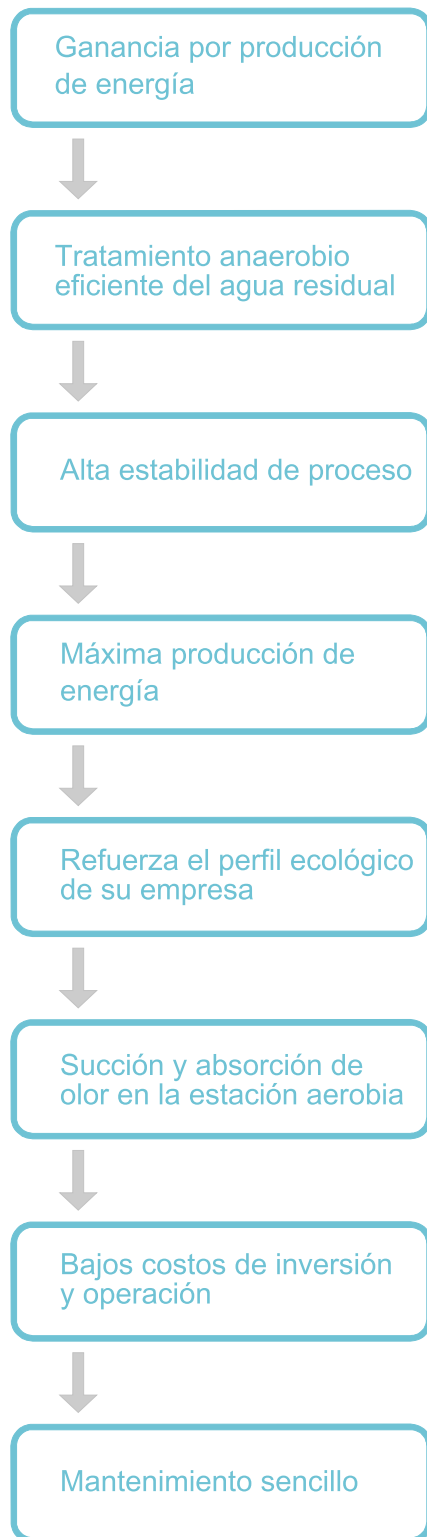 Ganancia por producción
de energía
Tratamiento anaerobio
eficiente del agua residual
Alta estabilidad de proceso
Máxima producción de
energía
Refuerza el perfil ecológico
de su empresa
Succión y absorción de
olor en la estación aerobia
Bajos costos de inversión
y operación
Mantenimiento sencillo